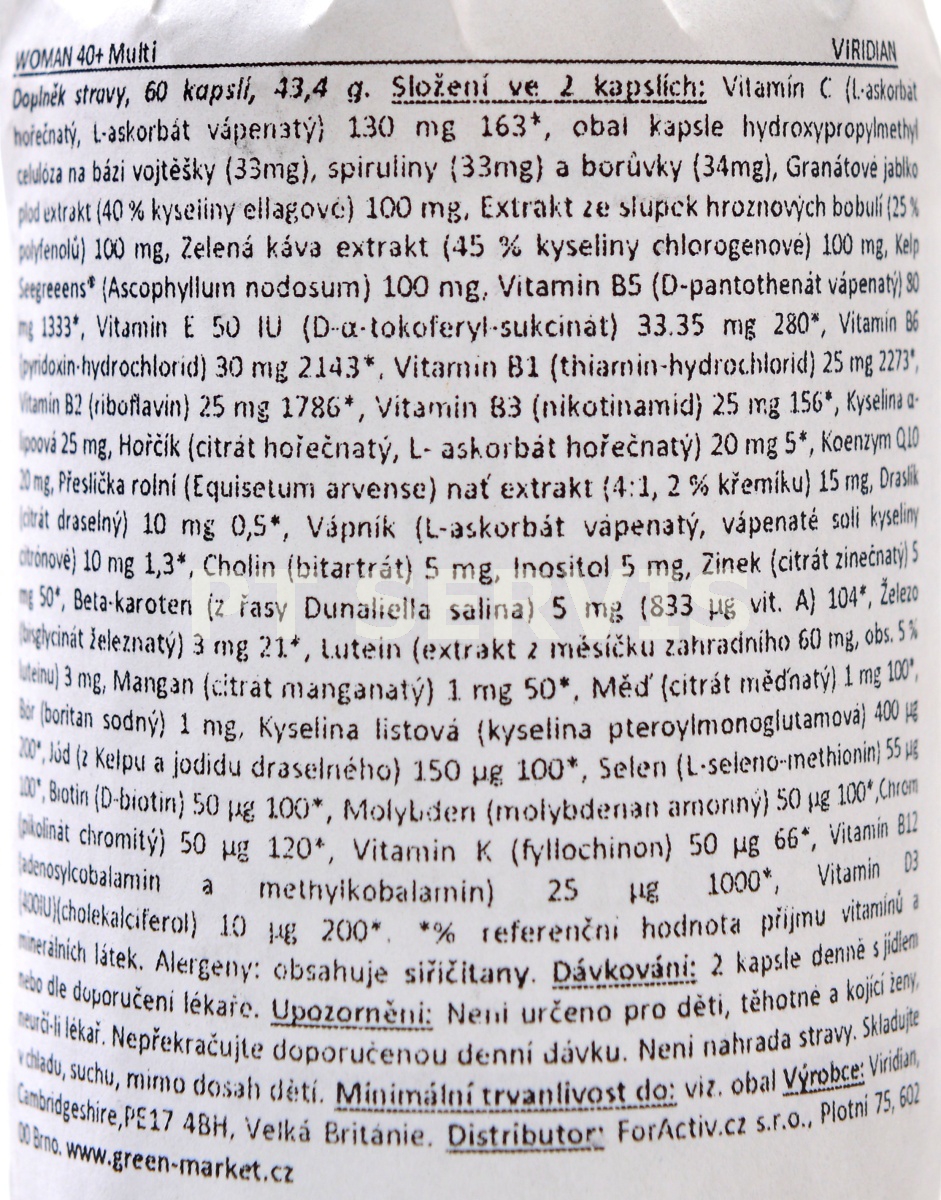 WOMAN 40+ Multi VIRIDIAN
Doplněk stravy, 60 kapslí, 43,4 g. Složení ve 2 kapslích: Vitamín C (L-askorbát
hořečnatý, L-askorbát vápenatý) 130 mg 163*, obal kapsle hydroxypropylmethyl
celulóza na bázi vojtěšky (33mg), spiruliny (33mg) a borůvky (34mg), Granátové jablko
plod extrakt (40 % kyseliny ellagové) 100 mg, Extrakt ze slupek hroznových bobulí (25 %
polyfenolů) 100 mg, Zelená káva extrakt (45 % kyseliny chlorogenové) 100 mg, Kelp
Seegreeens* (Ascophyllum nodosum) 100 mg, Vitamin B5 (D-pantothenát vápenatý) 80
mg 1333*, Vitamin E 50 IU (D-α-tokoferyl-sukcinát) 33.35 mg 280*, Vitamin B6
(pyridoxin-hydrochlorid) 30 mg 2143*, Vitamin B1 (thiamin-hydrochlorid) 25 mg 2273*,
Vitamin B2 (riboflavin) 25 mg 1786*, Vitamin B3 (nikotinamid) 25 mg 156*, Kyselina α-
lipoová 25 mg, Hořčík (citrát hořečnatý, L- askorbát hořečnatý) 20 mg 5*, Koenzym Q10
20 mg, Přeslička rolní (Equisetum arvense) nať extrakt (4:1, 2 % křemíku) 15 mg, Draslík
(citrát draselný) 10 mg 0,5*, Vápník (L-askorbát vápenatý, vápenaté soli kyseliny
citrónové) 10 mg 1,3*, Cholin (bitartrát) 5 mg, Inositol 5 mg, Zinek (citrát zinečnatý) 5
mg 50*, Beta-karoten (z řasy Dunaliella salina) 5 mg (833 µg vit. A) 104*, Železo
(bisglycinát železnatý) 3 mg 21*, Lutein (extrakt z měsíčku zahradního 60 mg, obs. 5 %
luteinu) 3 mg, Mangan (citrát manganatý) 1 mg 50*, Měď (citrát měďnatý) 1 mg 100*,
Bór (boritan sodný) 1 mg, Kyselina listová (kyselina pteroylmonoglutamová) 400 µg
200*, Jód (z Kelpu a jodidu draselného) 150 µg 100*, Selen (L-seleno-methionin) 55 µg
100*, Biotin (D-biotin) 50 µg 100*, Molybden (molybdenan amonný) 50 µg 100*,Chrom
(pikolinát chromitý) 50 µg 120*, Vitamin K (fyllochinon) 50 µg 66*, Vitamin B12
(adenosylcobalamin a methylkobalamin) 25 µg 1000*, Vitamin D3
(400IU)(cholekalciferol) 10 µg 200*. *% referenční hodnota příjmu vitamínů a
minerálních látek. Alergeny: obsahuje siřičitany. Dávkování: 2 kapsle denně s jídlem
nebo dle doporučení lékaře. Upozornění: Není určeno pro děti, těhotné a kojící ženy,
neurčí-li lékař. Nepřekračujte doporučenou denní dávku. Není náhrada stravy. Skladujte
v chladu, suchu, mimo dosah dětí. Minimální trvanlivost do: viz. obal Výrobce: Viridian,
Cambridgeshire,PE17 4BH, Velká Británie. Distributor: ForActiv.cz s.r.o., Plotní 75, 602
00 Brno. www.green-market.cz
PT SERVIS